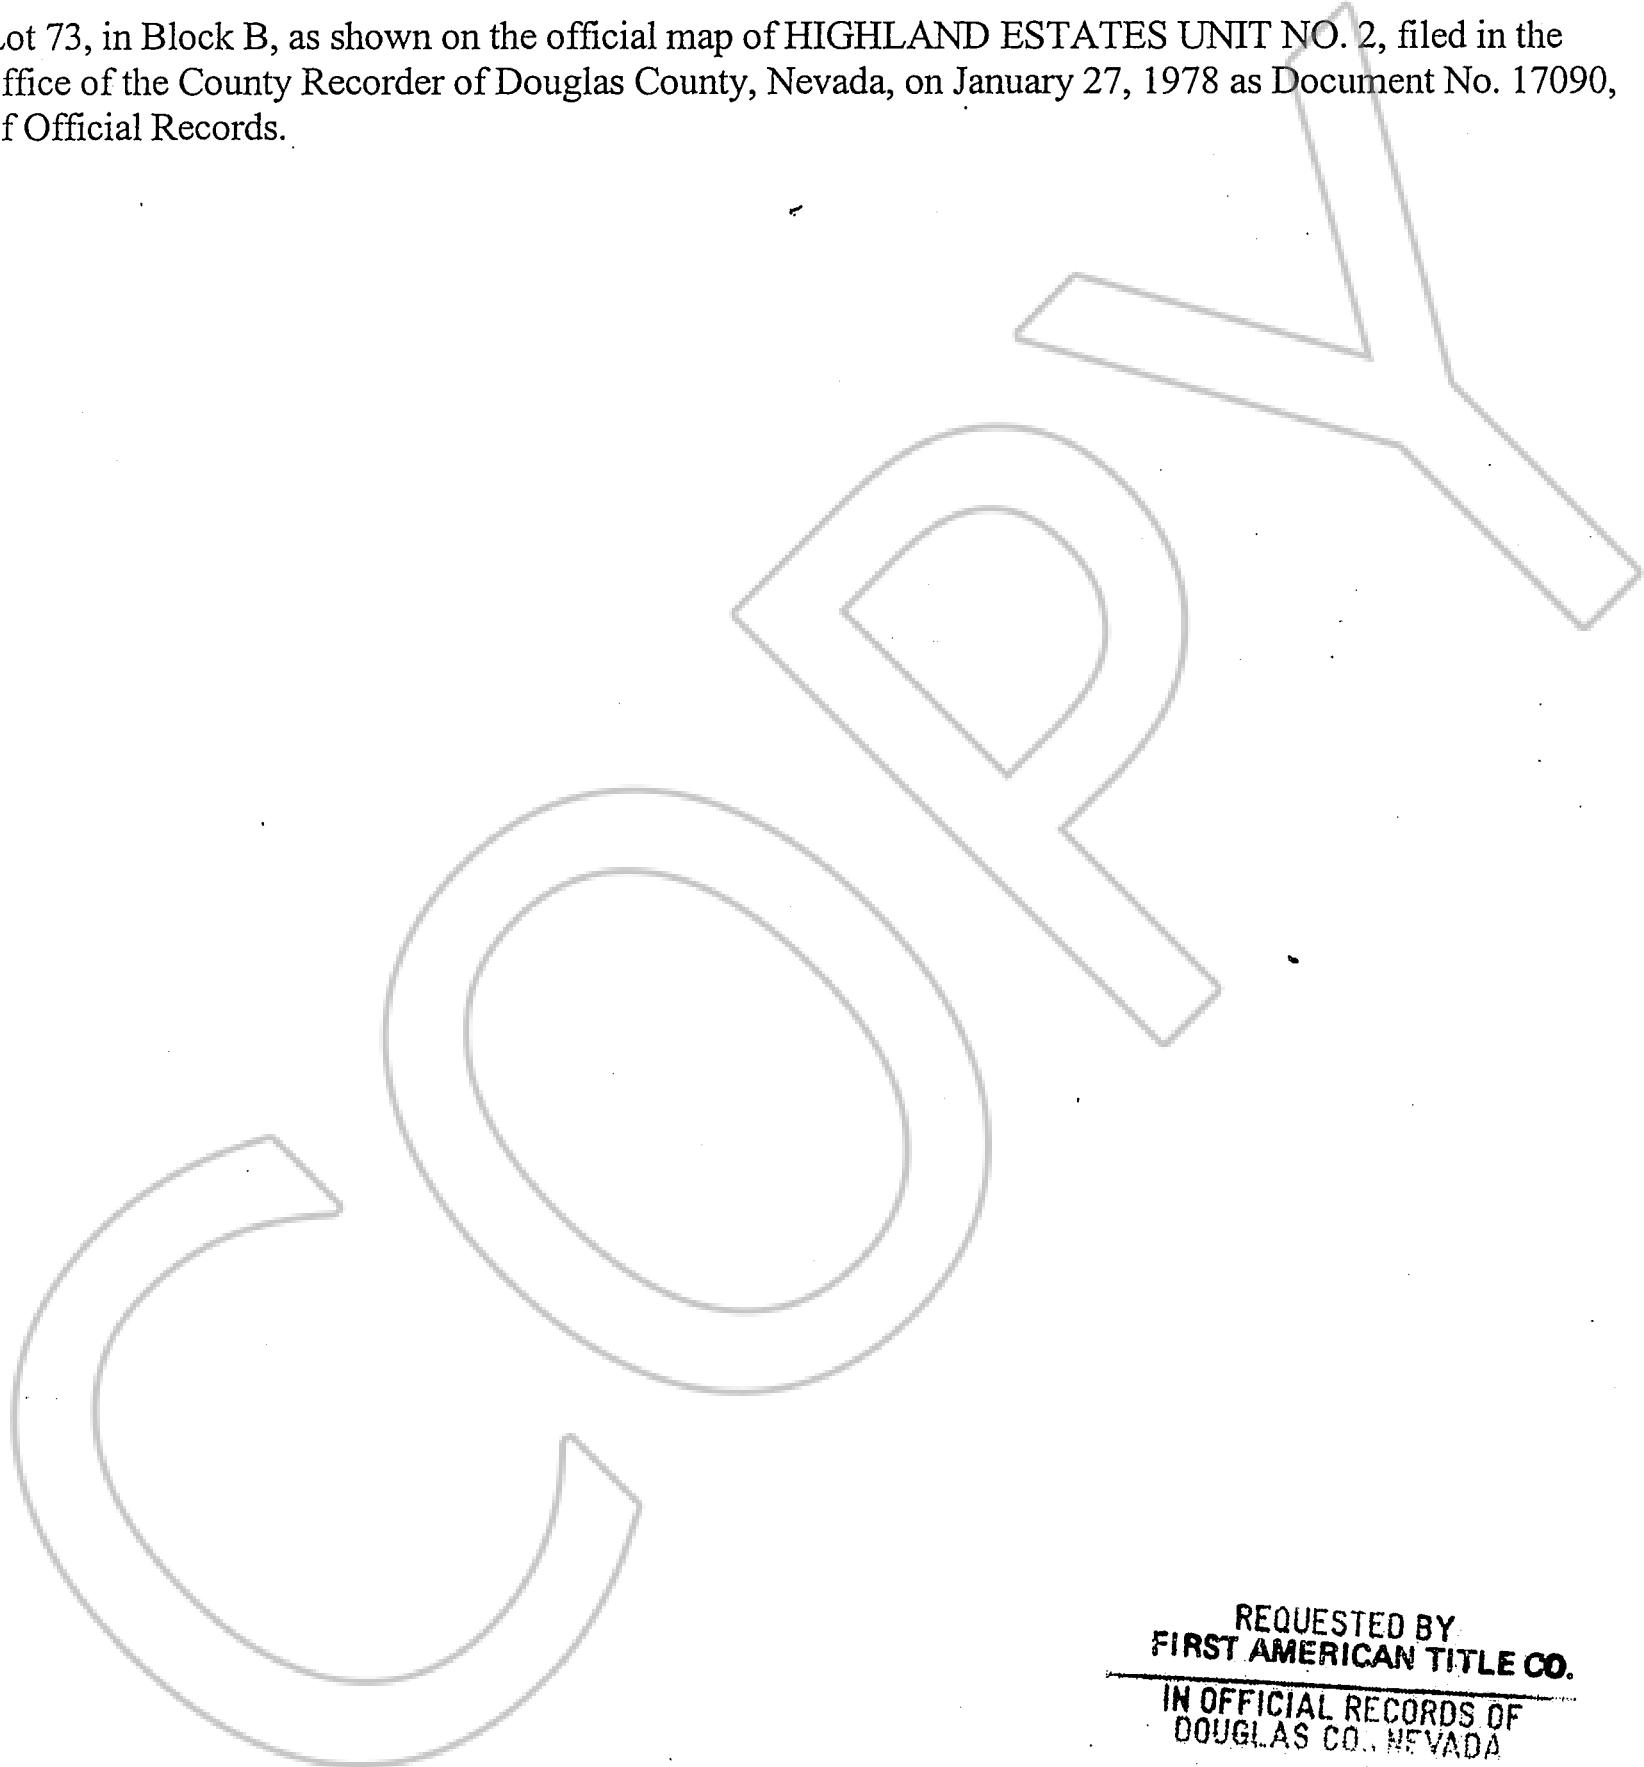 Lot 73, in Block B, as shown on the official map of HIGHLAND ESTATES UNIT NO. 2, filed in the
ffice of the County Recorder of Douglas County, Nevada, on January 27, 1978 as Document No. 17090,
f Official Records.
COPY
REQUESTED BY
FIRST AMERICAN TITLE CO.
IN OFFICIAL RECORDS OF
DOUGLAS CO., NEVADA